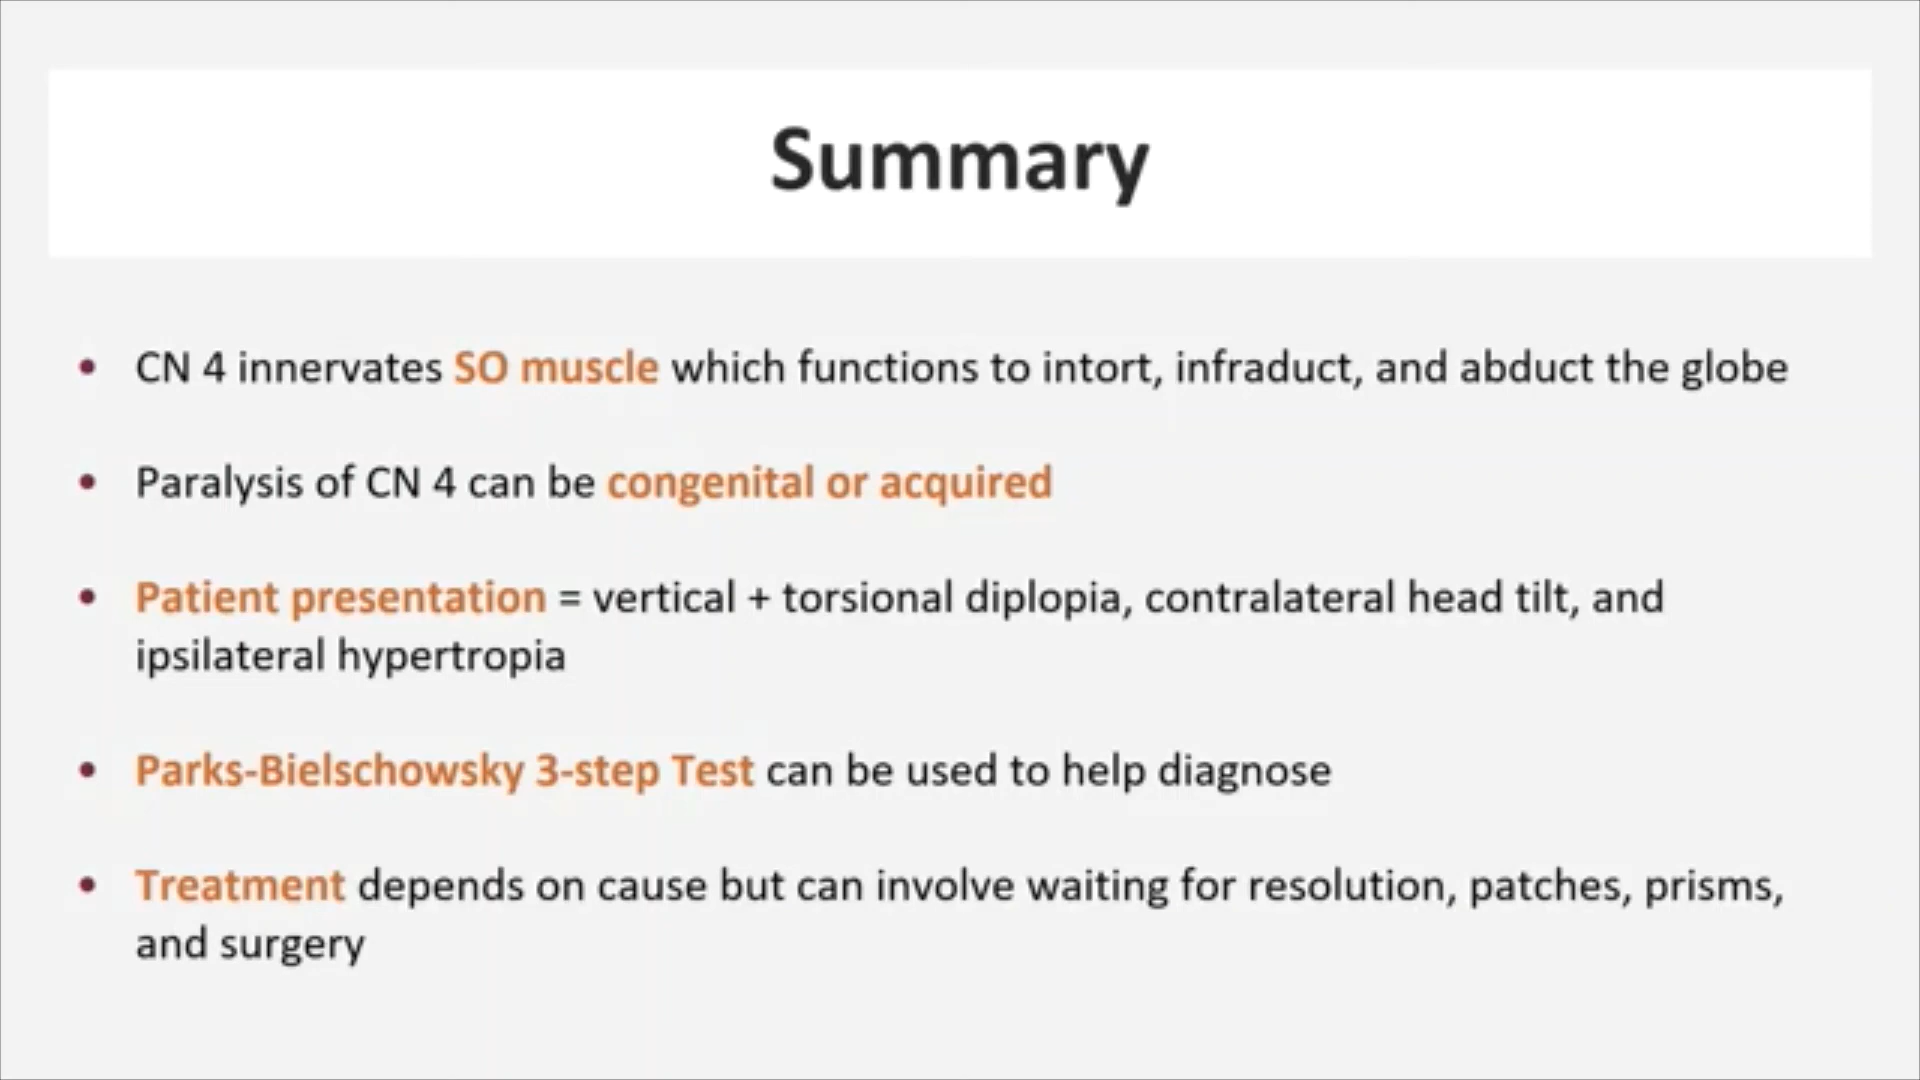 Summary
• CN 4 innervates SO muscle which functions to intort, infraduct, and abduct the globe
• Paralysis of CN 4 can be congenital or acquired
• Patient presentation = vertical + torsional diplopia, contralateral head tilt, and
ipsilateral hypertropia
• Parks-Bielschowsky 3-step Test can be used to help diagnose
• Treatment depends on cause but can involve waiting for resolution, patches, prisms,
and surgery